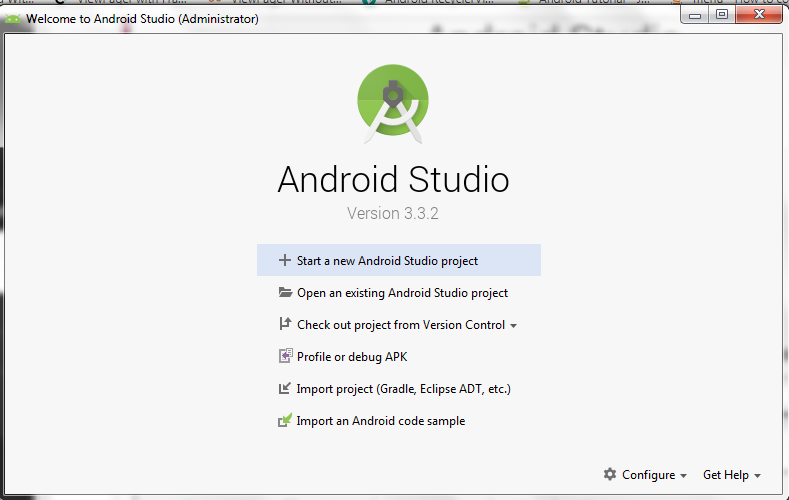 Welcome to Android Studio (Administrator)
Android Studio
Version 3.3.2
Start a new Android Studio project
Open an existing Android Studio project
Check out project from Version Control
Profile or debug APK
Import project (Gradle, Eclipse ADT, etc.)
Import an Android code sample
Configure
Get Help